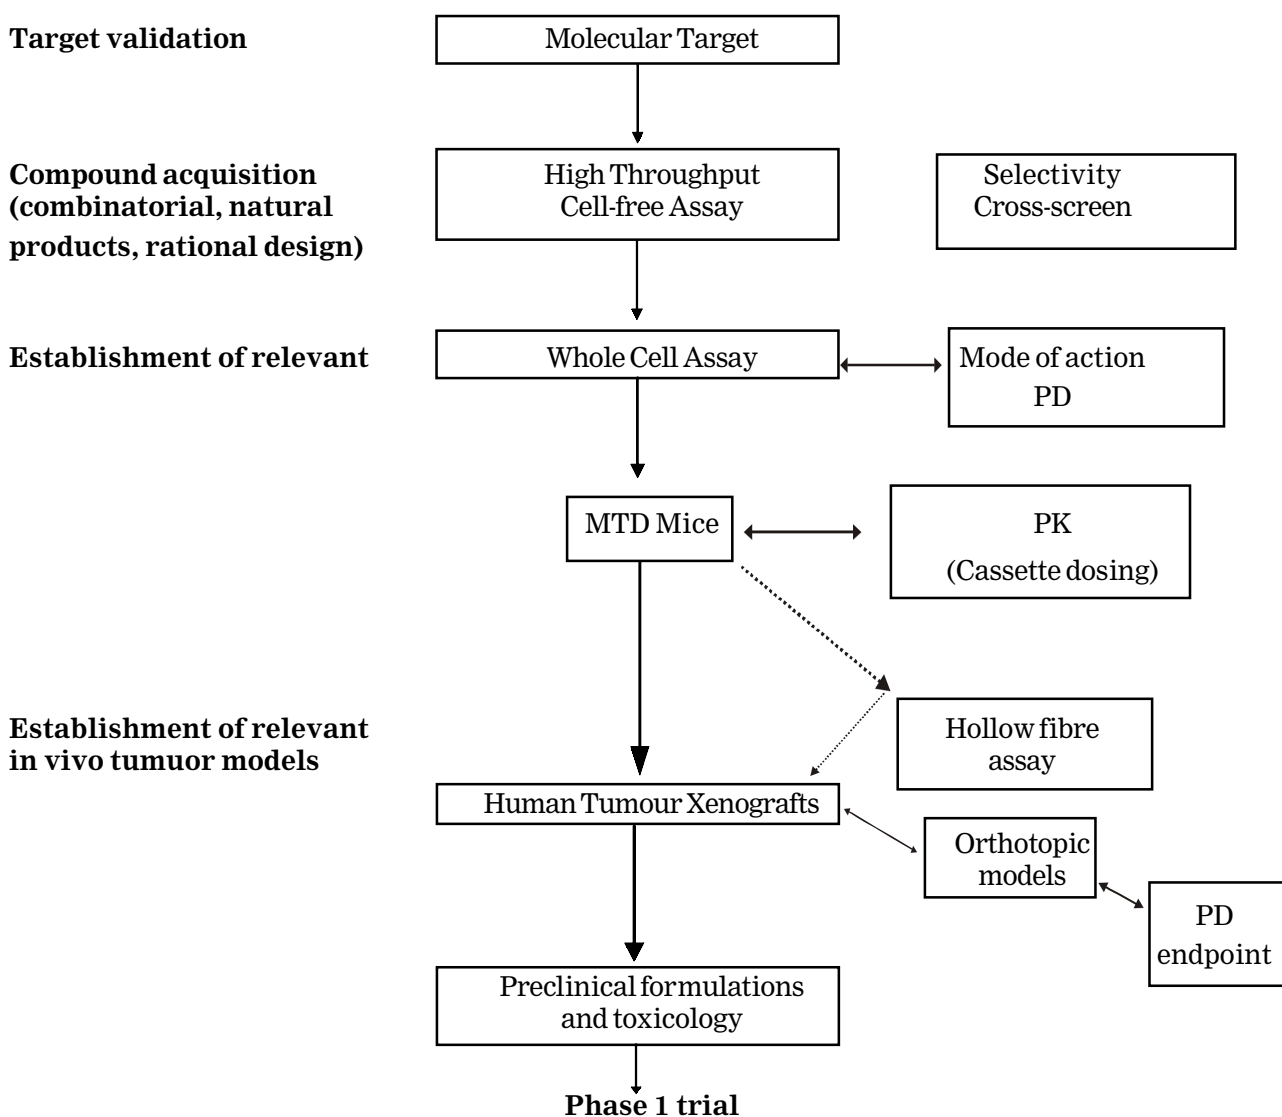 Target validation
Molecular Target
Compound acquisition
(combinatorial, natural
products, rational design)
High Throughput
Cell-free Assay
Selectivity
Cross-screen
Establishment of relevant
Whole Cell Assay
Mode of action
PD
MTD Mice
PK
(Cassette dosing)
Establishment of relevant
in vivo tumuor models
Hollow fibre
assay
Human Tumour Xenografts
Orthotopic
models
PD
endpoint
Preclinical formulations
and toxicology
Phase 1 trial